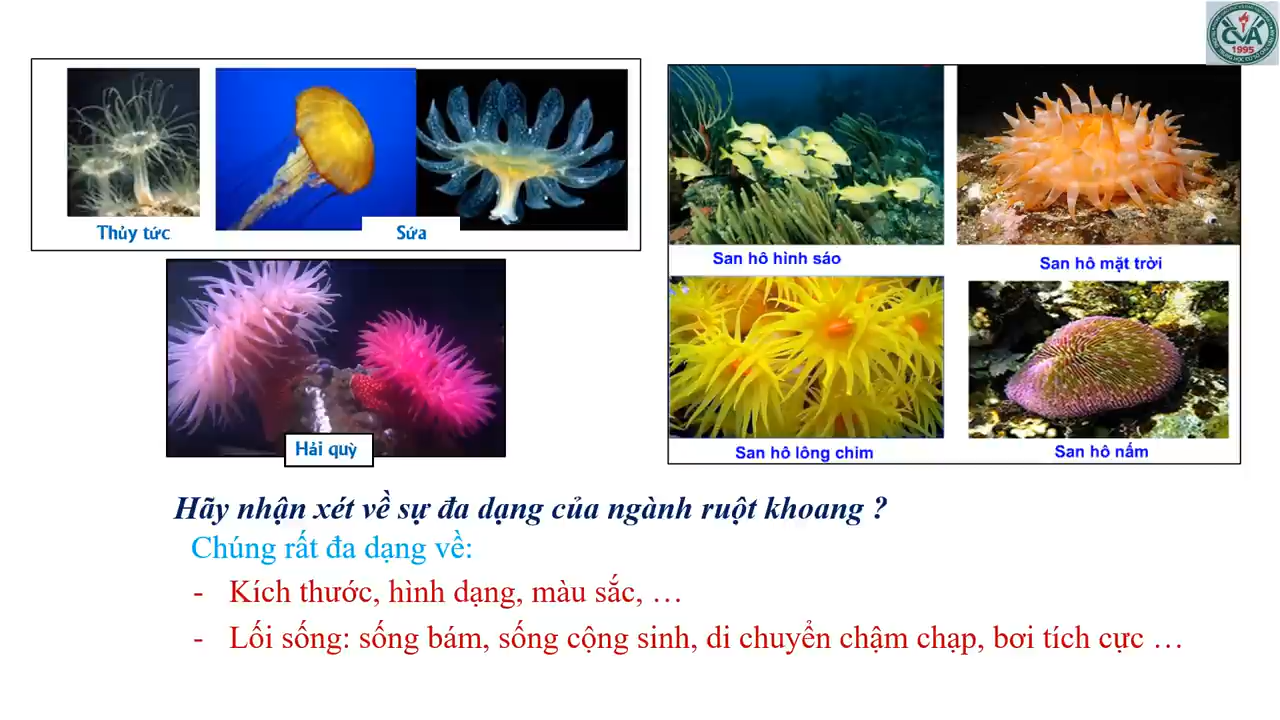 CVA
1995
Thủy tức
Sứa
Hải quỳ
San hô hình sáo
San hô mặt trời
San hô lông chim
San hô nấm
Hãy nhận xét về sự đa dạng của ngành ruột khoang ?
Chúng rất đa dạng về:
- Kích thước, hình dạng, màu sắc, …
- Lối sống: sống bám, sống cộng sinh, di chuyển chậm chạp, bơi tích cực …